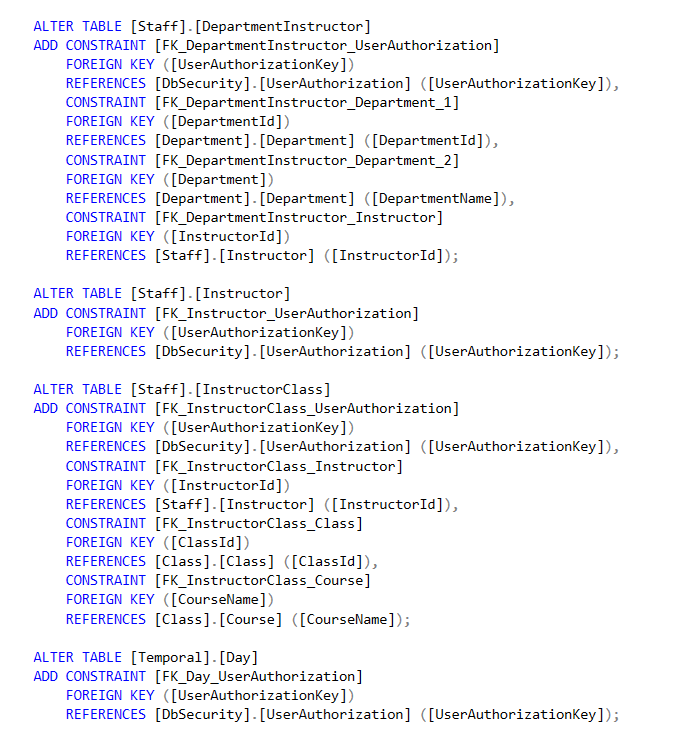 ALTER TABLE [Staff].[DepartmentInstructor]
ADD CONSTRAINT [FK_DepartmentInstructor_UserAuthorization]
FOREIGN KEY ([UserAuthorizationKey])
REFERENCES [DbSecurity].[UserAuthorization] ([UserAuthorizationKey]),
CONSTRAINT [FK_DepartmentInstructor_Department_1]
FOREIGN KEY ([DepartmentId])
REFERENCES [Department].[Department] ([DepartmentId]),
CONSTRAINT [FK_DepartmentInstructor_Department_2]
FOREIGN KEY ([Department])
REFERENCES [Department].[Department] ([DepartmentName]),
CONSTRAINT [FK_DepartmentInstructor_Instructor]
FOREIGN KEY ([InstructorId])
REFERENCES [Staff].[Instructor] ([InstructorId]);
ALTER TABLE [Staff].[Instructor]
ADD CONSTRAINT [FK_Instructor_UserAuthorization]
FOREIGN KEY ([UserAuthorizationKey])
REFERENCES [DbSecurity].[UserAuthorization] ([UserAuthorizationKey]);
ALTER TABLE [Staff].[InstructorClass]
ADD CONSTRAINT [FK_InstructorClass_UserAuthorization]
FOREIGN KEY ([UserAuthorizationKey])
REFERENCES [DbSecurity].[UserAuthorization] ([UserAuthorizationKey]),
CONSTRAINT [FK_InstructorClass_Instructor]
FOREIGN KEY ([InstructorId])
REFERENCES [Staff].[Instructor] ([InstructorId]),
CONSTRAINT [FK_InstructorClass_Class]
FOREIGN KEY ([ClassId])
REFERENCES [Class].[Class] ([ClassId]),
CONSTRAINT [FK_InstructorClass_Course]
FOREIGN KEY ([CourseName])
REFERENCES [Class].[Course] ([CourseName]);
ALTER TABLE [Temporal].[Day]
ADD CONSTRAINT [FK_Day_UserAuthorization]
FOREIGN KEY ([UserAuthorizationKey])
REFERENCES [DbSecurity].[UserAuthorization] ([UserAuthorizationKey]);